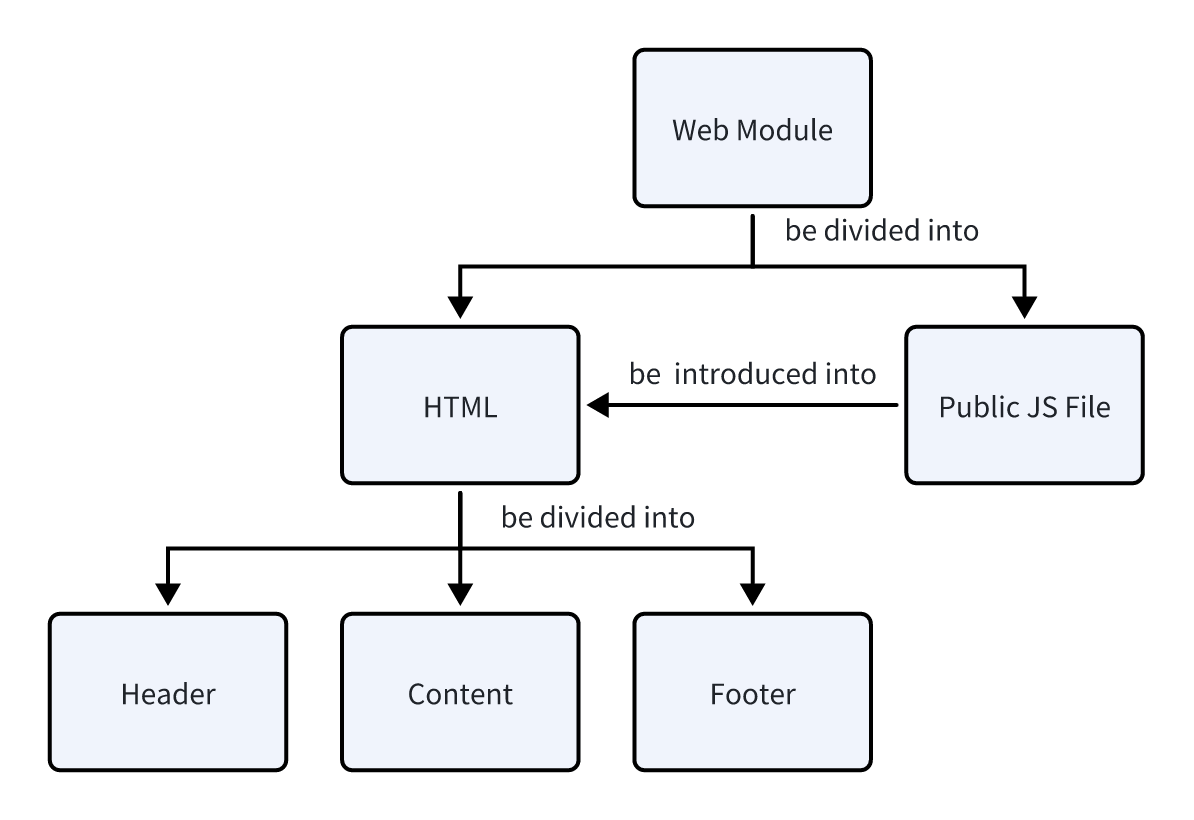 Web Module
be divided into
be  introduced into
HTML
Public JS File
be divided into
Header
Content
Footer